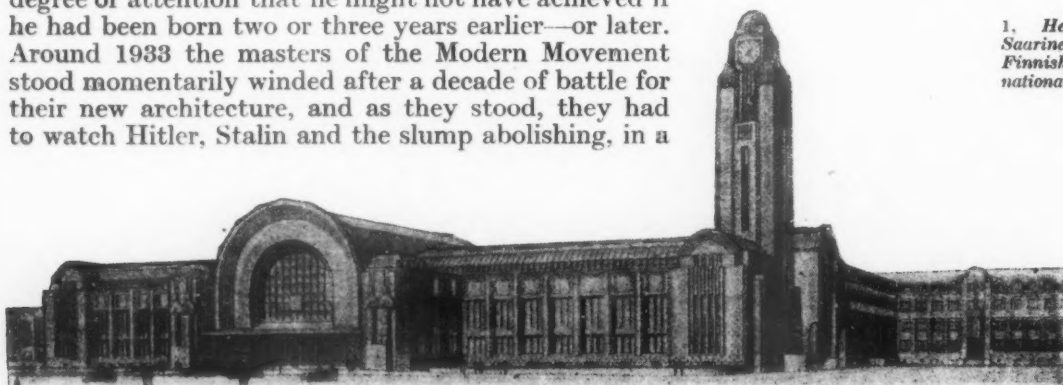 degree of attention that he might not have achieved if
he had been born two or three years earlier—or later.
Around 1933 the masters of the Modern Movement
stood momentarily winded after a decade of battle for
their new architecture, and as they stood, they had
to watch Hitler, Stalin and the slump abolishing, in a
1. He
Saarine
Finnish
nationa